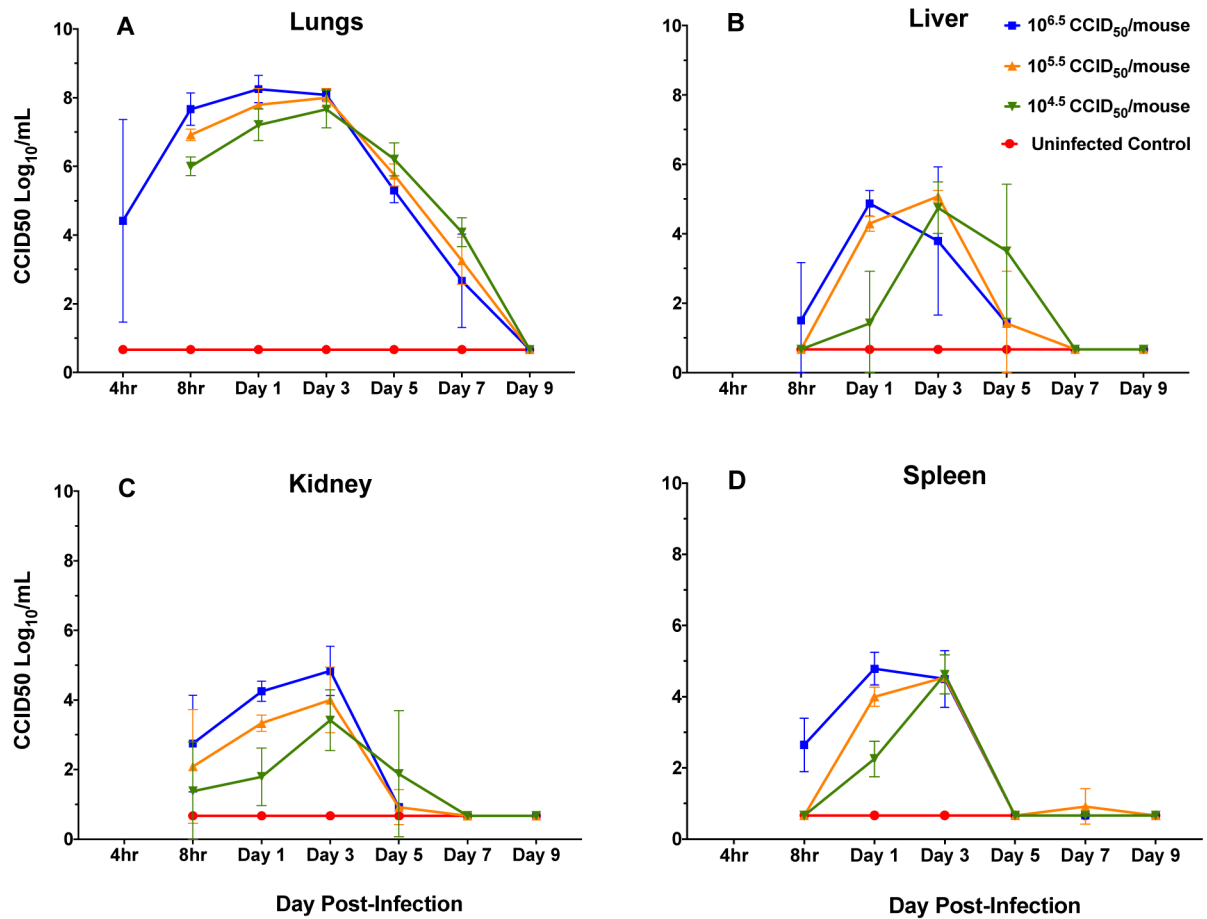 A Lungs
10
8
6
4
2
0
CCID50 Log10/mL
4hr 8hr Day 1 Day 3 Day 5 Day 7 Day 9
B Liver
10
8
6
4
2
0
4hr 8hr Day 1 Day 3 Day 5 Day 7 Day 9
10^6.5 CCID50/mouse
10^5.5 CCID50/mouse
10^4.5 CCID50/mouse
Uninfected Control
C Kidney
10
8
6
4
2
0
CCID50 Log10/mL
4hr 8hr Day 1 Day 3 Day 5 Day 7 Day 9
Day Post-Infection
D Spleen
10
8
6
4
2
0
4hr 8hr Day 1 Day 3 Day 5 Day 7 Day 9
Day Post-Infection